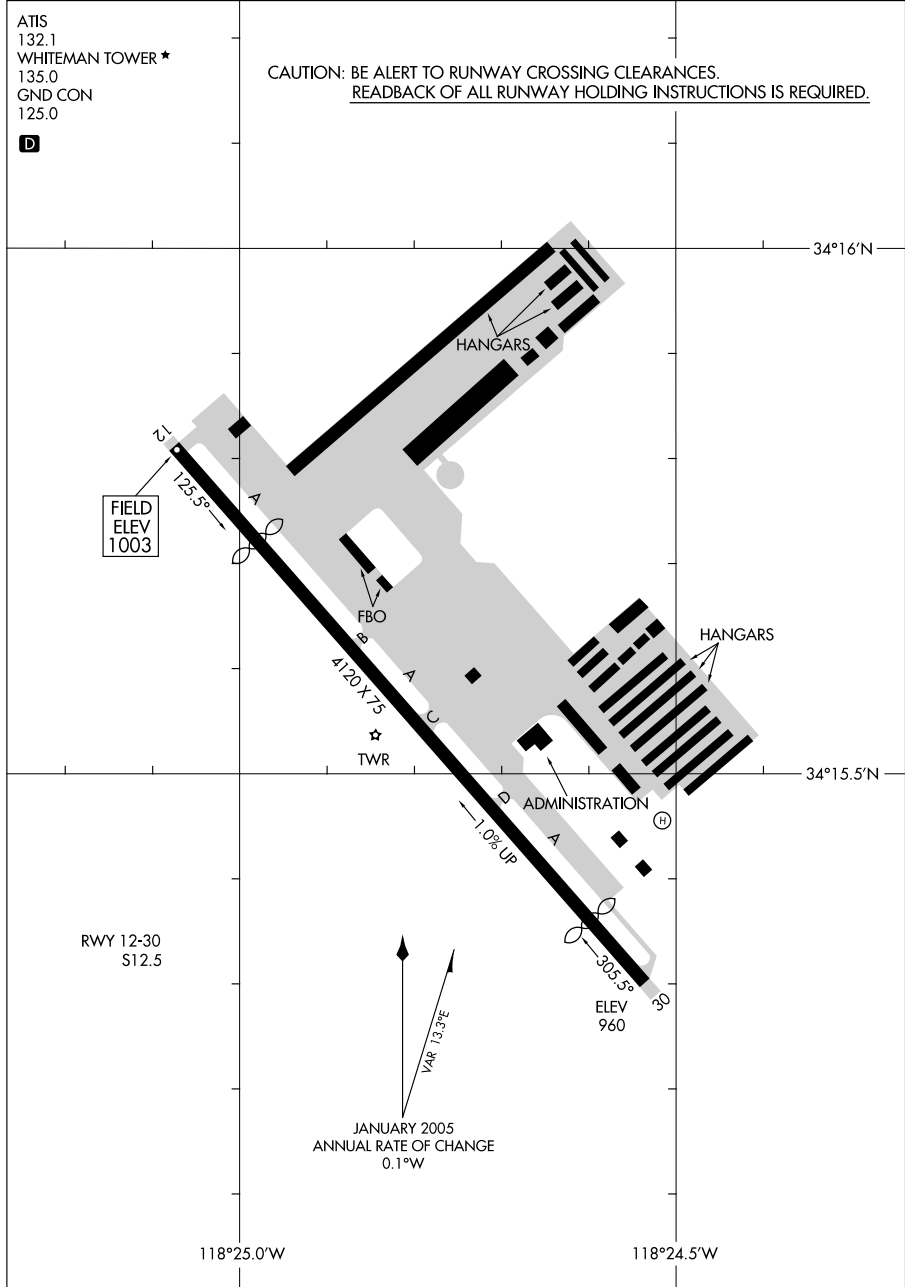 ATIS
132.1
WHITEMAN TOWER ★
135.0
GND CON
125.0
D
CAUTION: BE ALERT TO RUNWAY CROSSING CLEARANCES.
READBACK OF ALL RUNWAY HOLDING INSTRUCTIONS IS REQUIRED.
34°16'N
HANGARS
12
125.5°
A
FIELD
ELEV
1003
FBO
B
HANGARS
4120 X 75
A
C
TWR
34°15.5'N
D
ADMINISTRATION
H
1.0% UP
A
RWY 12-30
S12.5
305.5°
30
ELEV
960
VAR 13.3°E
JANUARY 2005
ANNUAL RATE OF CHANGE
0.1°W
118°25.0'W
118°24.5'W